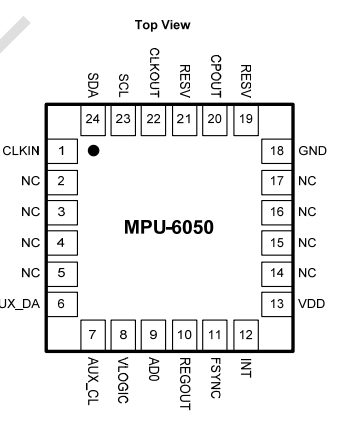 Top View
SDA
SCL
CLKOUT
RESV
CPOUT
RESV
24 23 22 21 20 19
CLKIN 1 18 GND
NC 2 17 NC
NC 3 16 NC
MPU-6050
NC 4 15 NC
NC 5 14 NC
UX_DA 6 13 VDD
7 8 9 10 11 12
AUX_CL
VLOGIC
AD0
REGOUT
FSYNC
INT